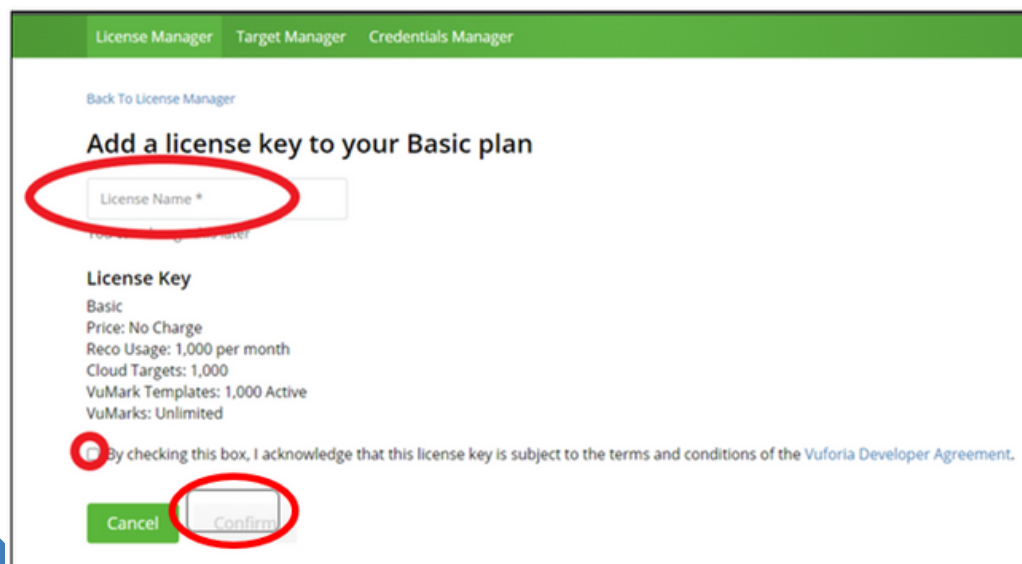 License Manager Target Manager Credentials Manager
Back To License Manager
Add a license key to your Basic plan
License Name *
later
License Key
Basic
Price: No Charge
Reco Usage: 1,000 per month
Cloud Targets: 1,000
VuMark Templates: 1,000 Active
VuMarks: Unlimited
By checking this box, I acknowledge that this license key is subject to the terms and conditions of the Vuforia Developer Agreement.
Cancel Confirm